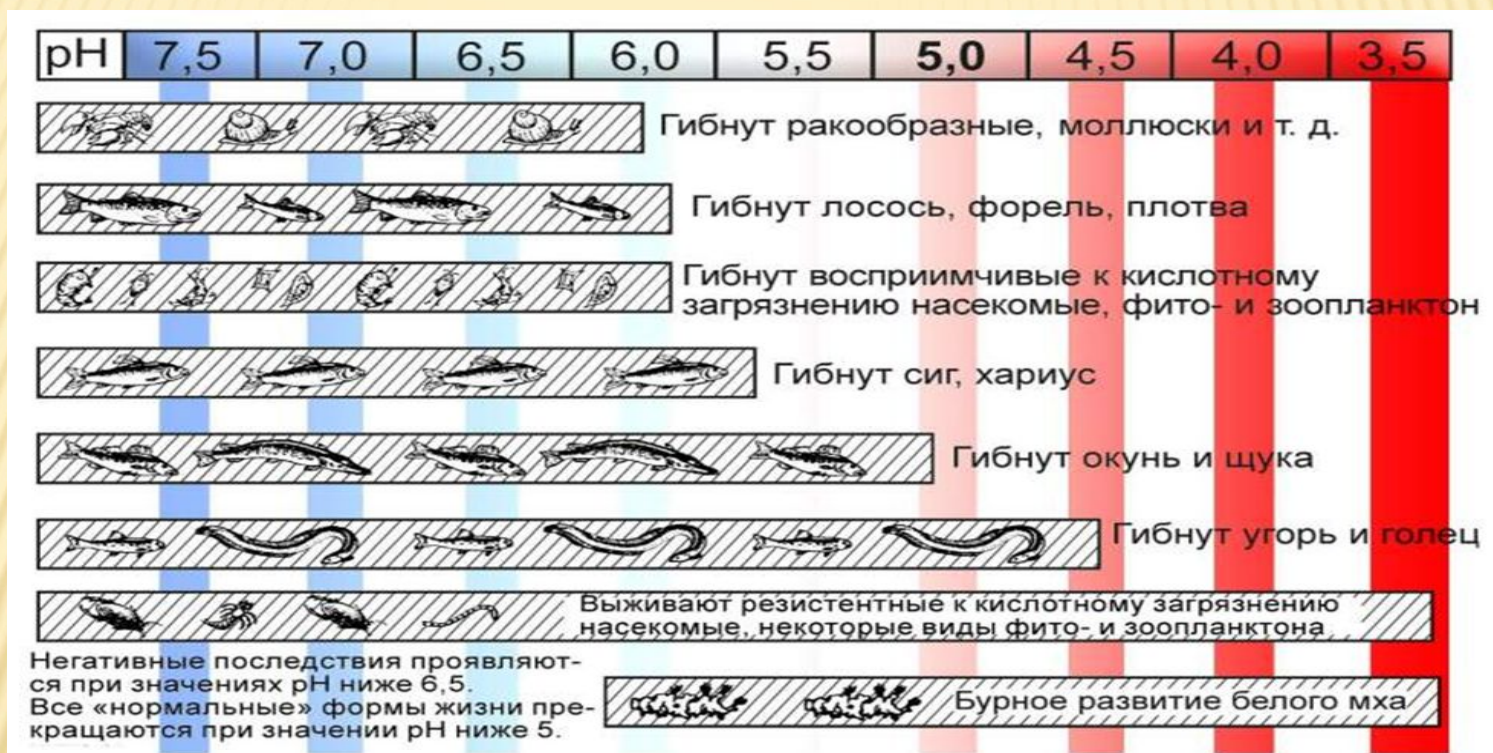 pH 7,5 7,0 6,5 6,0 5,5 5,0 4,5 4,0 3,5
Гибнут ракообразные, моллюски и т. д.
Гибнут лосось, форель, плотва
Гибнут восприимчивые к кислотному
загрязнению насекомые, фито- и зоопланктон
Гибнут сиг, хариус
Гибнут окунь и щука
Гибнут угорь и голец
Выживают резистентные к кислотному загрязнению
насекомые, некоторые виды фито- и зоопланктона
Негативные последствия проявляют-
ся при значениях pH ниже 6,5.
Все «нормальные» формы жизни пре-
кращаются при значении pH ниже 5.
Бурное развитие белого мха